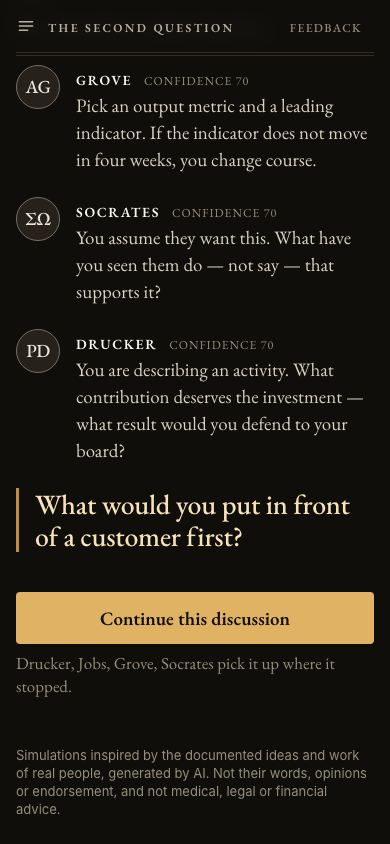 THE SECOND QUESTION FEEDBACK
AG GROVE CONFIDENCE 70
Pick an output metric and a leading
indicator. If the indicator does not move
in four weeks, you change course.
ΣΩ SOCRATES CONFIDENCE 70
You assume they want this. What have
you seen them do — not say — that
supports it?
PD DRUCKER CONFIDENCE 70
You are describing an activity. What
contribution deserves the investment —
what result would you defend to your
board?
What would you put in front
of a customer first?
Continue this discussion
Drucker, Jobs, Grove, Socrates pick it up where it
stopped.
Simulations inspired by the documented ideas and work
of real people, generated by AI. Not their words, opinions
or endorsement, and not medical, legal or financial
advice.